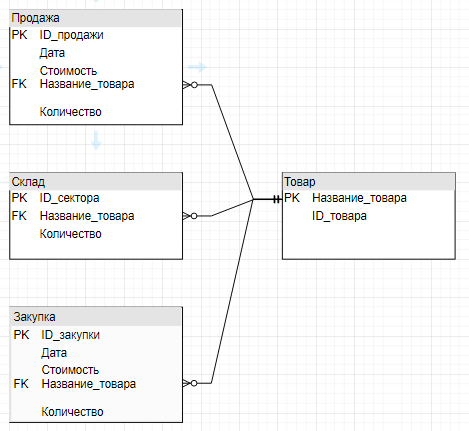 Продажа
PK ID_продажи
Дата
Стоимость
FK Название_товара
Количество
Склад
PK ID_сектора
FK Название_товара
Количество
Товар
PK Название_товара
ID_товара
Закупка
PK ID_закупки
Дата
Стоимость
FK Название_товара
Количество